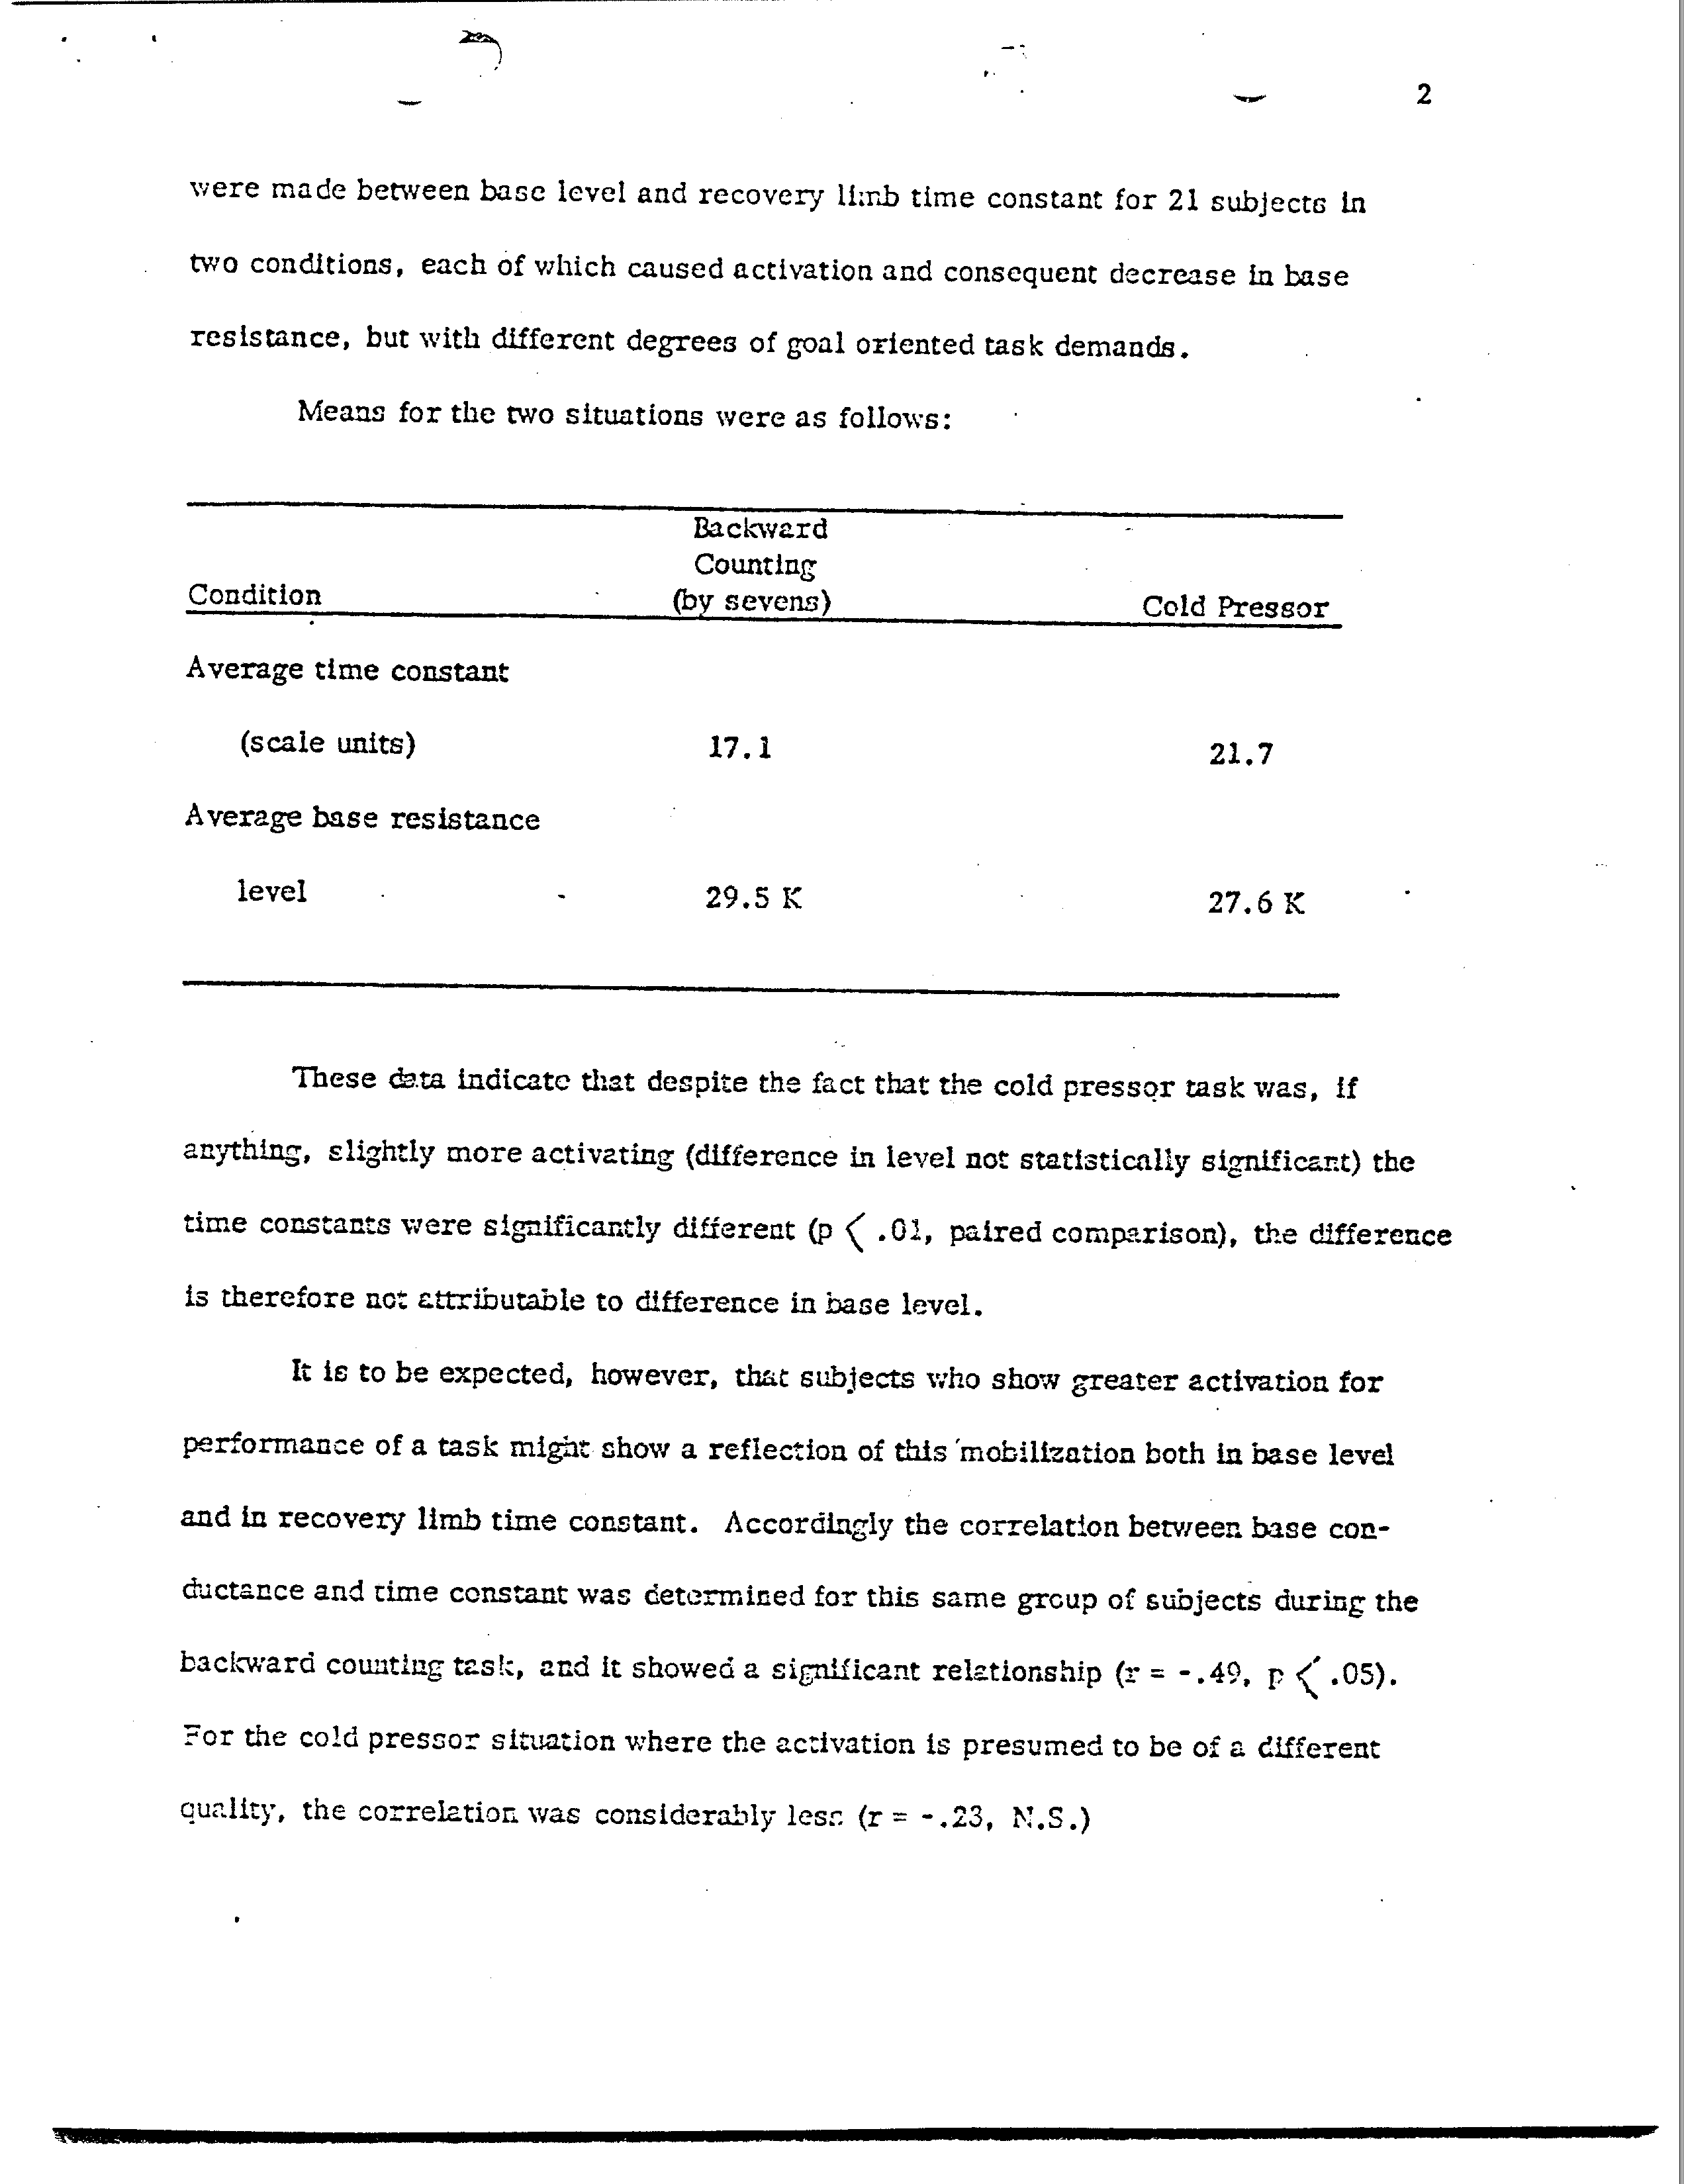 2
were made between base level and recovery limb time constant for 21 subjects in
two conditions, each of which caused activation and consequent decrease in base
resistance, but with different degrees of goal oriented task demands.
Means for the two situations were as follows:
Backward
Counting
Condition (by sevens) Cold Pressor
Average time constant
(scale units) 17.1 21.7
Average base resistance
level 29.5 K 27.6 K
These data indicate that despite the fact that the cold pressor task was, if
anything, slightly more activating (difference in level not statistically significant) the
time constants were significantly different (p < .01, paired comparison), the difference
is therefore not attributable to difference in base level.
It is to be expected, however, that subjects who show greater activation for
performance of a task might show a reflection of this mobilization both in base level
and in recovery limb time constant. Accordingly the correlation between base con-
ductance and time constant was determined for this same group of subjects during the
backward counting task, and it showed a significant relationship (r = -.49, p < .05).
For the cold pressor situation where the activation is presumed to be of a different
quality, the correlation was considerably less (r = -.23, N.S.)